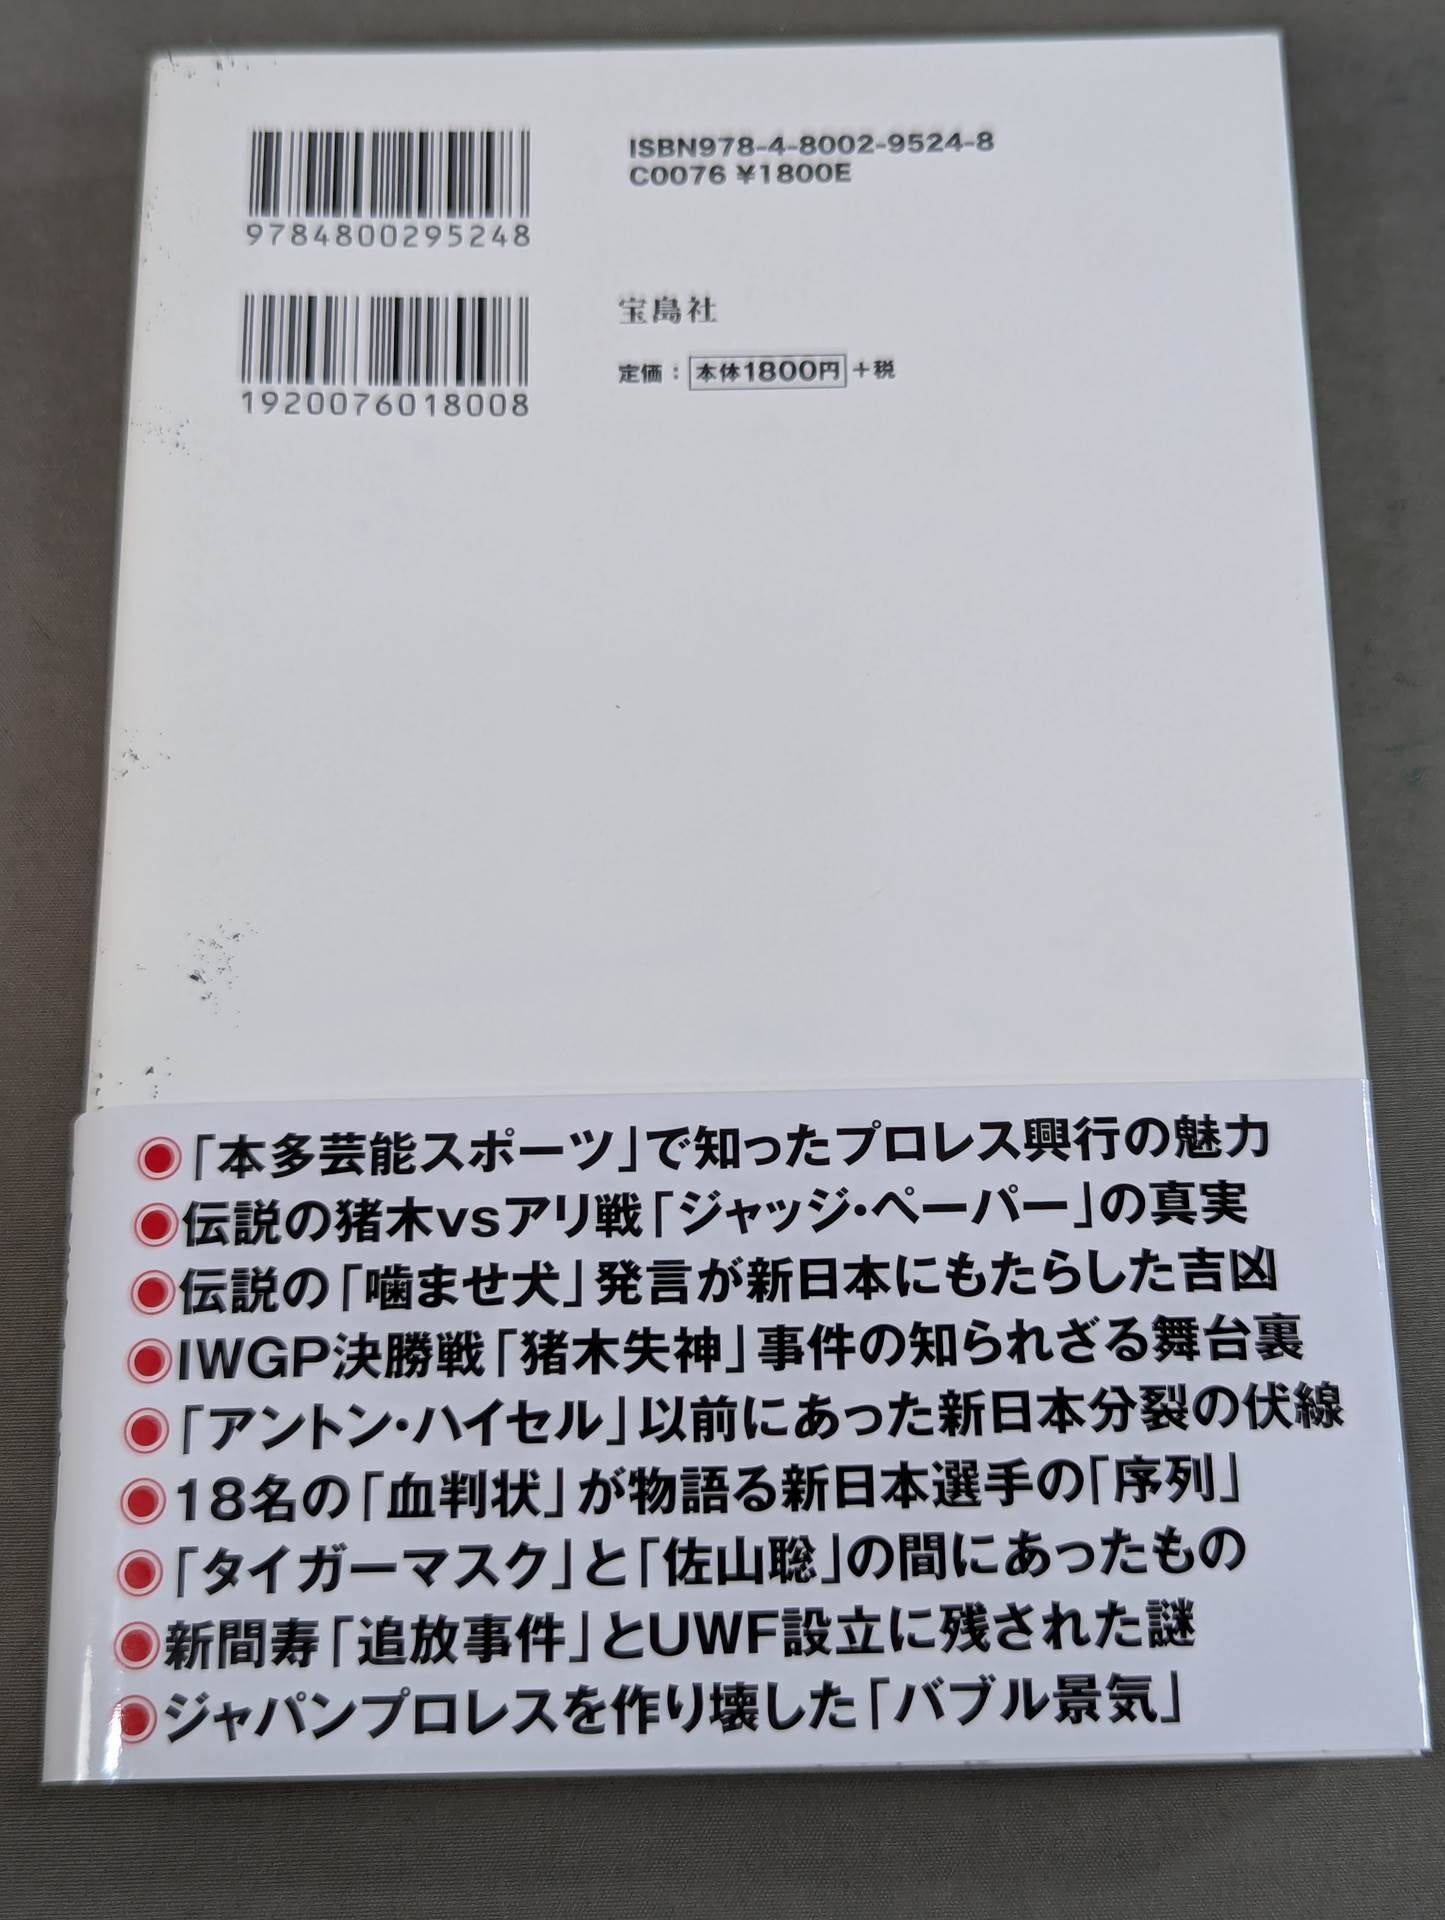 ISBN978-4-8002-9524-8
C0076 ¥1800E
9784800295248
宝島社
定価：本体1800円+税
1920076018008
「本多芸能スポーツ」で知ったプロレス興行の魅力
伝説の猪木vsアリ戦「ジャッジ・ペーパー」の真実
伝説の「噛ませ犬」発言が新日本にもたらした吉凶
IWGP決勝戦「猪木失神」事件の知られざる舞台裏
「アントン・ハイセル」以前にあった新日本分裂の伏線
18名の「血判状」が物語る新日本選手の「序列」
「タイガーマスク」と「佐山聡」の間にあったもの
新間寿「追放事件」とUWF設立に残された謎
ジャパンプロレスを作り壊した「バブル景気」